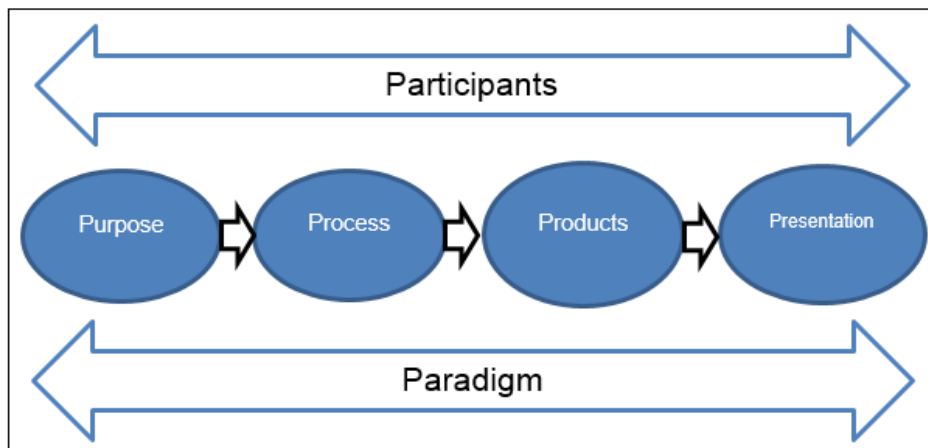 Participants
Purpose
Process
Products
Presentation
Paradigm